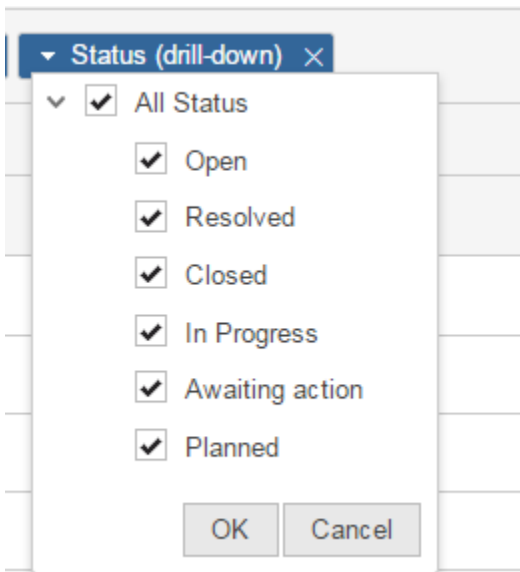 Status (drill-down)
All Status
Open
Resolved
Closed
In Progress
Awaiting action
Planned
OK Cancel